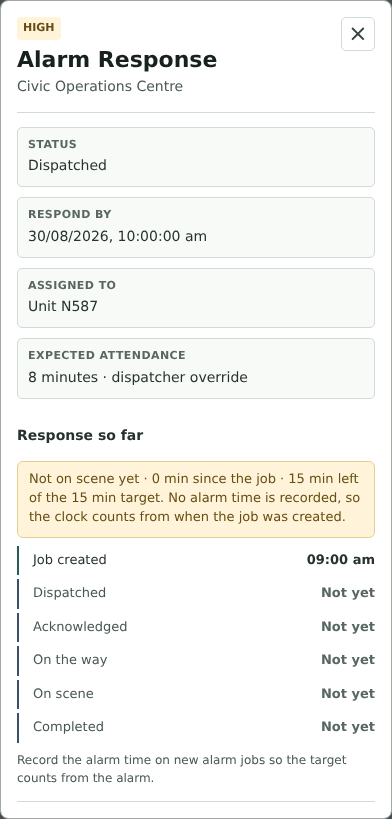 HIGH
Alarm Response
Civic Operations Centre
STATUS
Dispatched
RESPOND BY
30/08/2026, 10:00:00 am
ASSIGNED TO
Unit N587
EXPECTED ATTENDANCE
8 minutes · dispatcher override
Response so far
Not on scene yet · 0 min since the job · 15 min left
of the 15 min target. No alarm time is recorded, so
the clock counts from when the job was created.
Job created 09:00 am
Dispatched Not yet
Acknowledged Not yet
On the way Not yet
On scene Not yet
Completed Not yet
Record the alarm time on new alarm jobs so the target
counts from the alarm.